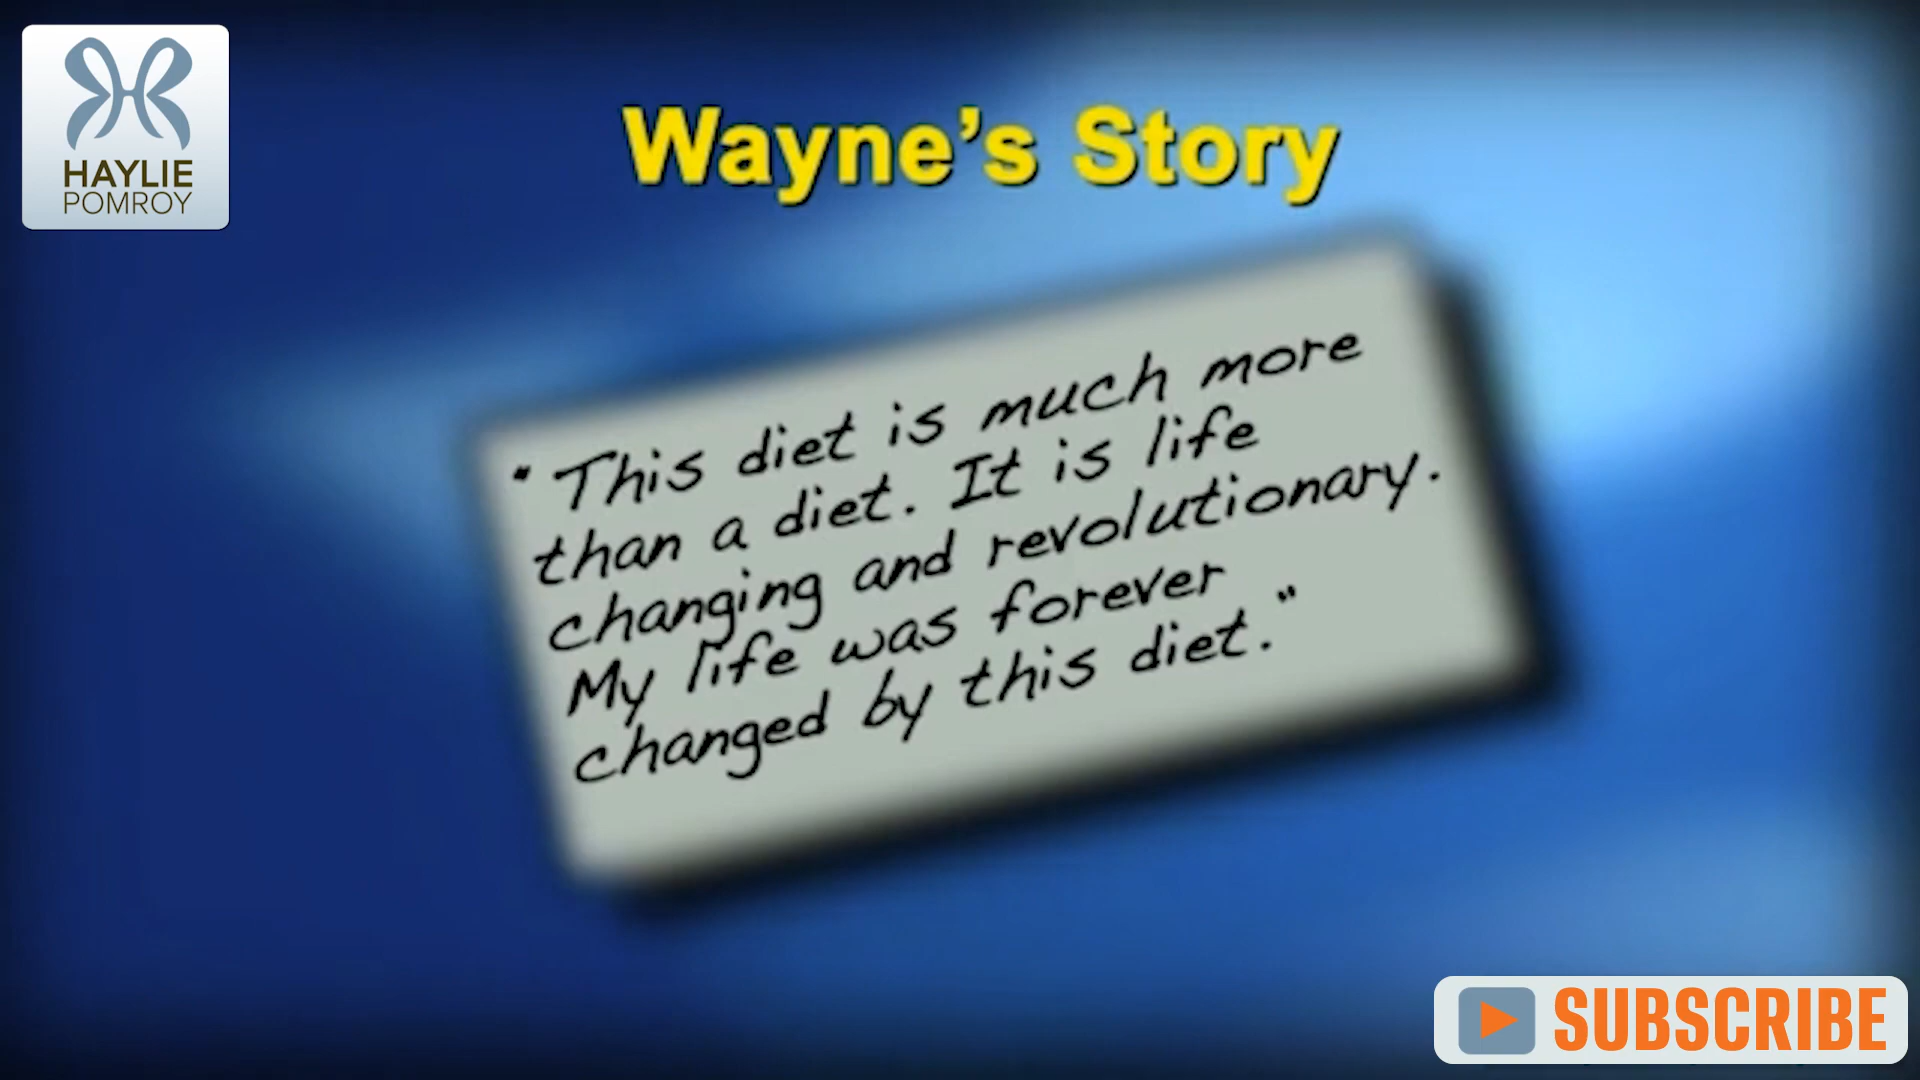 HAYLIE
POMROY
Wayne’s Story
“This diet is much more
than a diet. It is life
changing and revolutionary.
My life was forever
changed by this diet.”
SUBSCRIBE